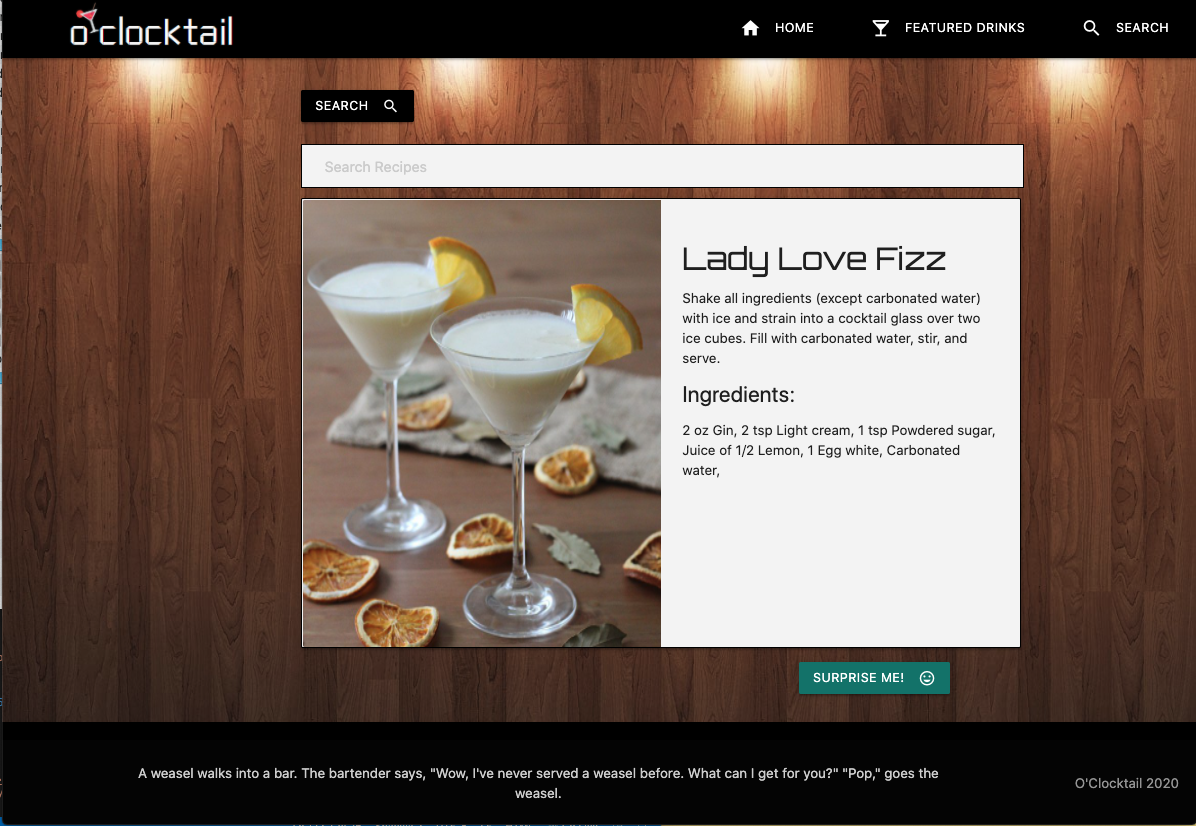 o'clocktail
HOME
FEATURED DRINKS
SEARCH
SEARCH
Search Recipes
Lady Love Fizz
Shake all ingredients (except carbonated water)
with ice and strain into a cocktail glass over two
ice cubes. Fill with carbonated water, stir, and
serve.
Ingredients:
2 oz Gin, 2 tsp Light cream, 1 tsp Powdered sugar,
Juice of 1/2 Lemon, 1 Egg white, Carbonated
water,
SURPRISE ME!
A weasel walks into a bar. The bartender says, "Wow, I've never served a weasel before. What can I get for you?" "Pop," goes the
weasel.
O'Clocktail 2020